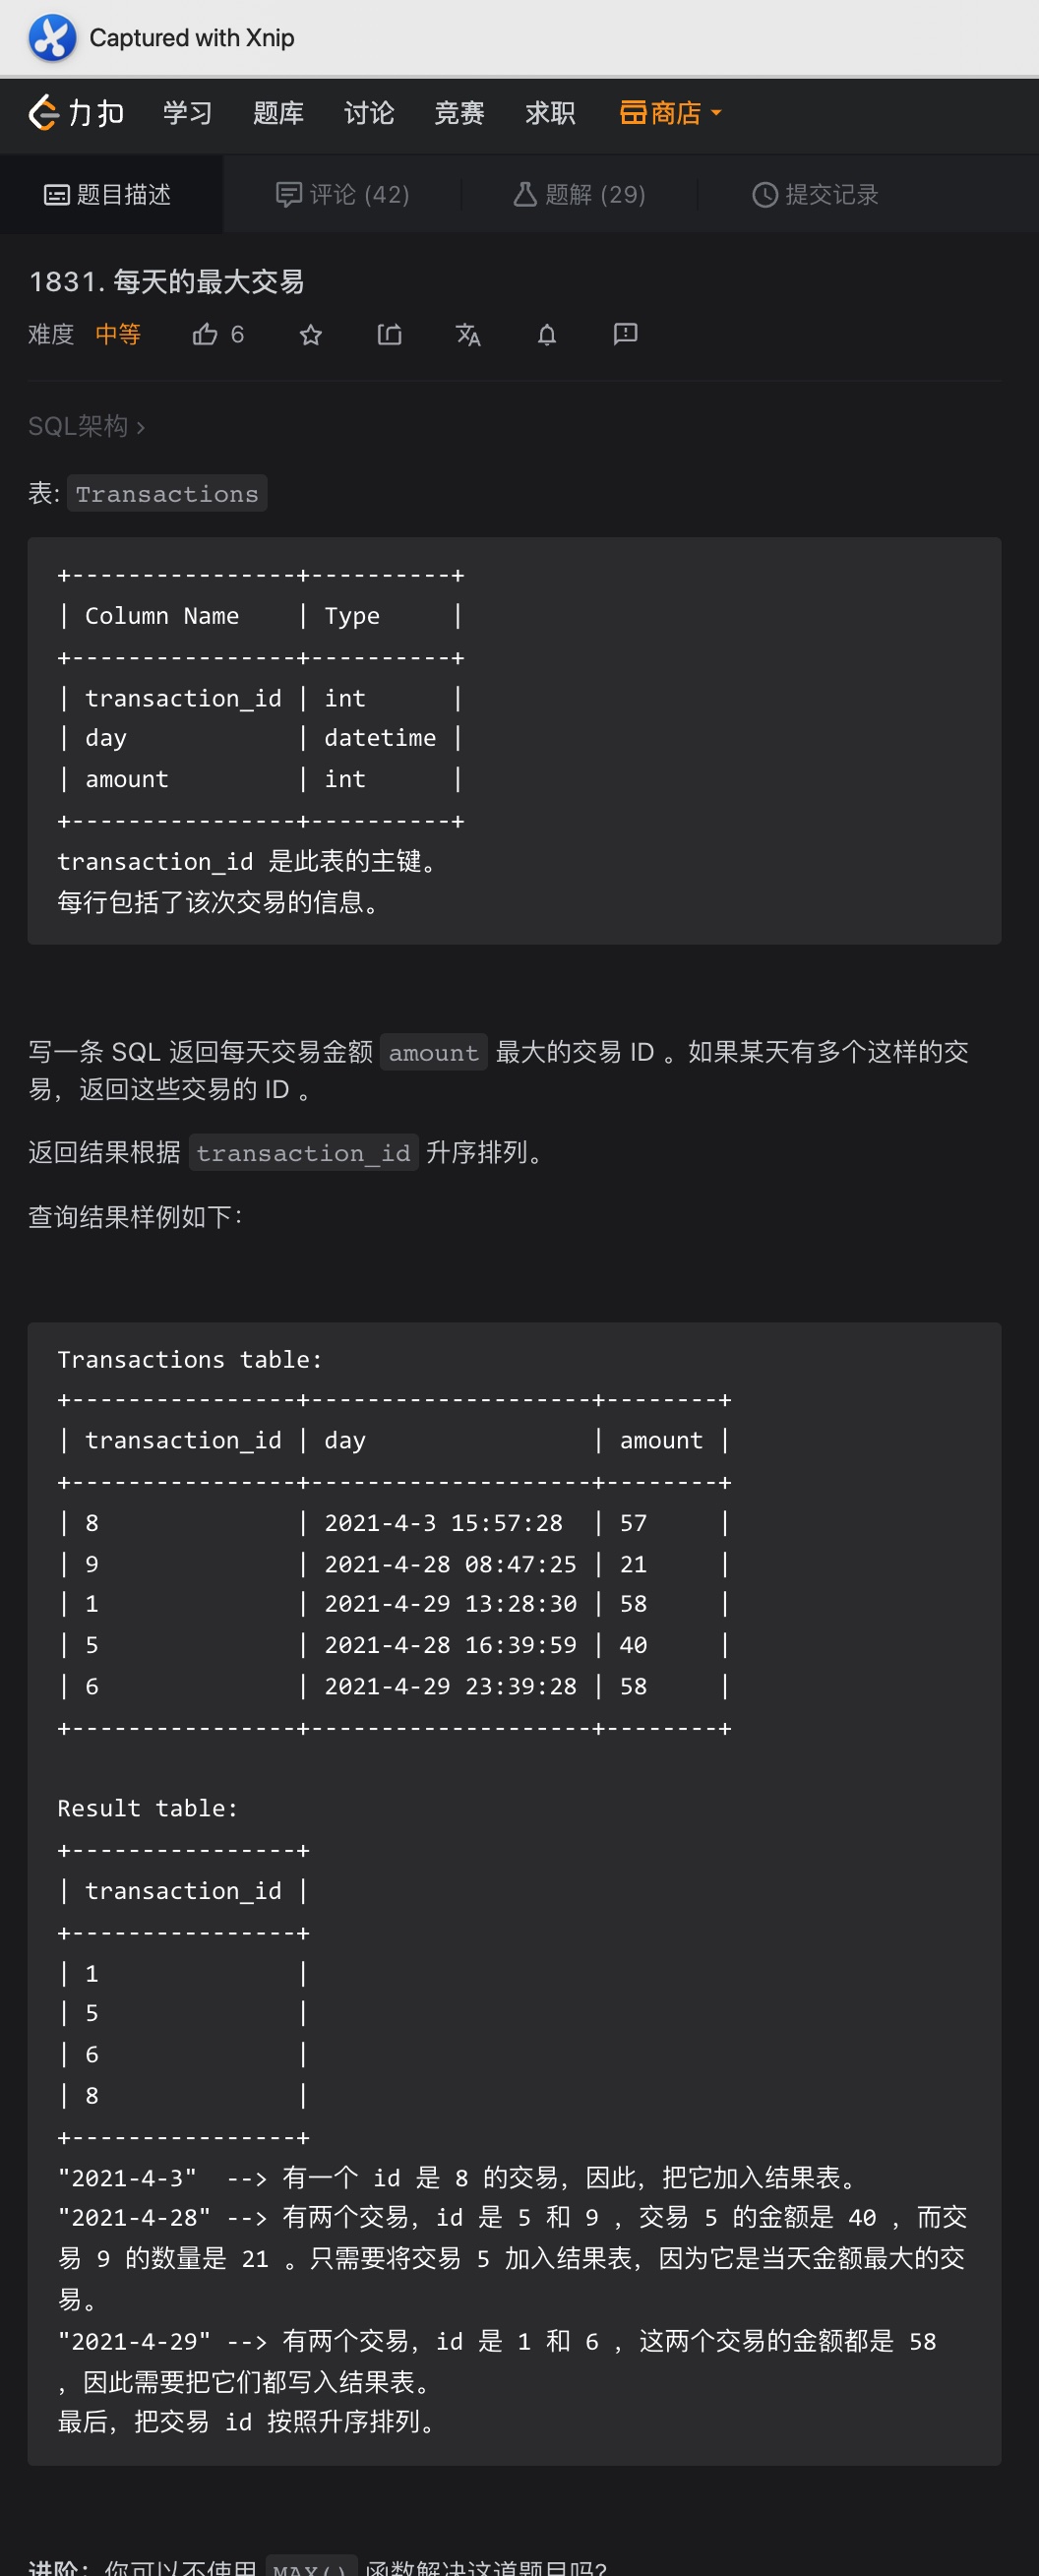 Captured with Xnip
力扣 学习 题库 讨论 竞赛 求职 商店
题目描述 评论 (42) 题解 (29) 提交记录
1831. 每天的最大交易
难度 中等 6
SQL架构 >
表: Transactions
+----------------+----------+
| Column Name    | Type     |
+----------------+----------+
| transaction_id | int      |
| day            | datetime |
| amount         | int      |
+----------------+----------+
transaction_id 是此表的主键。
每行包括了该次交易的信息。
写一条 SQL 返回每天交易金额 amount 最大的交易 ID 。如果某天有多个这样的交
易，返回这些交易的 ID 。
返回结果根据 transaction_id 升序排列。
查询结果样例如下：
Transactions table:
+----------------+--------------------+--------+
| transaction_id | day                | amount |
+----------------+--------------------+--------+
| 8              | 2021-4-3 15:57:28  | 57     |
| 9              | 2021-4-28 08:47:25 | 21     |
| 1              | 2021-4-29 13:28:30 | 58     |
| 5              | 2021-4-28 16:39:59 | 40     |
| 6              | 2021-4-29 23:39:28 | 58     |
+----------------+--------------------+--------+
Result table:
+----------------+
| transaction_id |
+----------------+
| 1              |
| 5              |
| 6              |
| 8              |
+----------------+
"2021-4-3"  --> 有一个 id 是 8 的交易，因此，把它加入结果表。
"2021-4-28" --> 有两个交易，id 是 5 和 9 ，交易 5 的金额是 40 ，而交
易 9 的数量是 21 。只需要将交易 5 加入结果表，因为它是当天金额最大的交
易。
"2021-4-29" --> 有两个交易，id 是 1 和 6 ，这两个交易的金额都是 58
，因此需要把它们都写入结果表。
最后，把交易 id 按照升序排列。
进阶：你可以不使用 MAX() 函数解决这道题目吗?